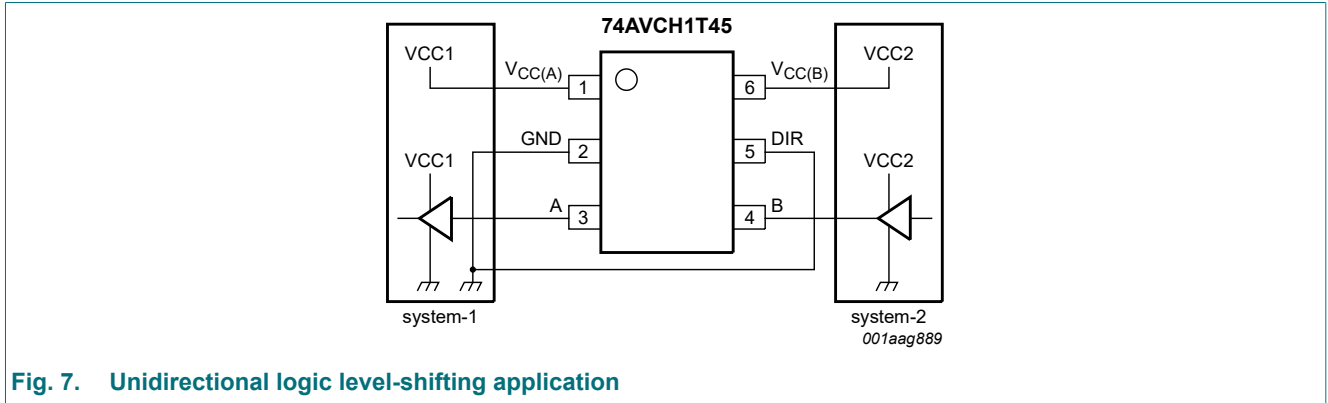 74AVCH1T45
VCC1
VCC(A)
1
6
VCC(B)
VCC2
GND
2
5
DIR
VCC1
VCC2
A
3
4
B
system-1
system-2
001aag889
Fig. 7. Unidirectional logic level-shifting application